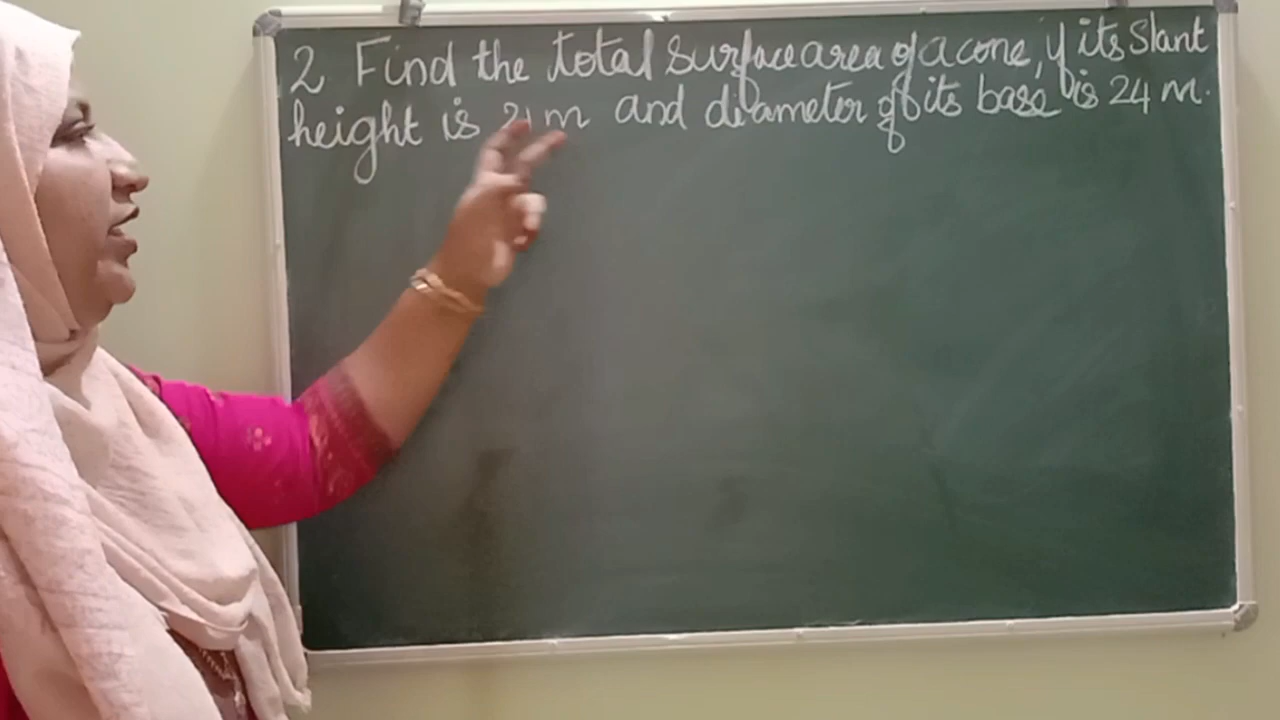 2 Find the total surface area of a cone, if its slant
height is 21 m and diameter of its base is 24 m.